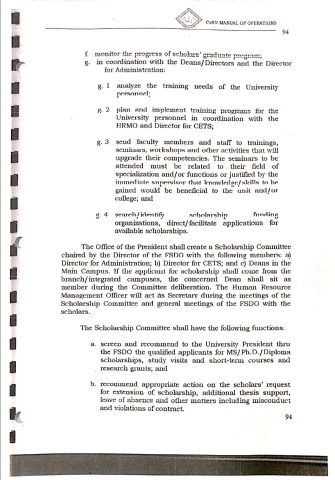 CvSU MANUAL OF OPERATIONS
94
f. monitor the progress of scholars' graduate program;
g. in coordination with the Deans/Directors and the Director
for Administration:
g. 1 analyze the training needs of the University
personnel;
g. 2 plan and implement training programs for the
University personnel in coordination with the
HRMO and Director for CETS;
g. 3 send faculty members and staff to trainings,
seminars, workshops and other activities that will
upgrade their competencies. The seminars to be
attended must be related to their field of
specialization and/or functions or justified by the
immediate supervisor that knowledge/skills to be
gained would be beneficial to the unit and/or
college; and
g. 4 search/identify scholarship funding
organizations, direct/facilitate applications for
available scholarships.
The Office of the President shall create a Scholarship Committee
chaired by the Director of the FSDO with the following members: a)
Director for Administration; b) Director for CETS; and c) Deans in the
Main Campus. If the applicant for scholarship shall come from the
branch/integrated campuses, the concerned Dean shall sit as
member during the Committee deliberation. The Human Resource
Management Officer will act as Secretary during the meetings of the
Scholarship Committee and general meetings of the FSDO with the
scholars.
The Scholarship Committee shall have the following functions:
a. screen and recommend to the University President thru
the FSDO the qualified applicants for MS/Ph.D./Diploma
scholarships, study visits and short-term courses and
research grants; and
b. recommend appropriate action on the scholars' request
for extension of scholarship, additional thesis support,
leave of absence and other matters including misconduct
and violations of contract.
94